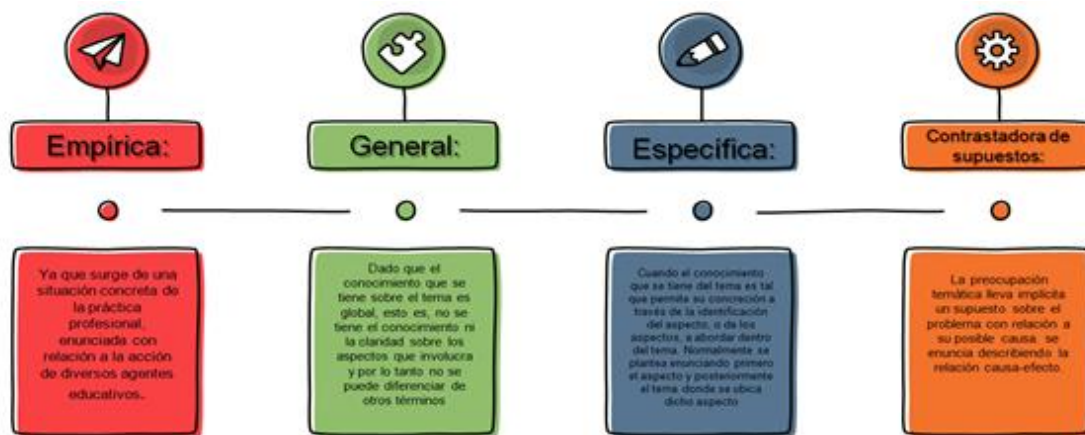 Empírica:
General:
Específica:
Contrastadora de
supuestos:
Ya que surge de una
situación concreta de
la práctica
profesional,
enunciada con
relación a la acción
de diversos agentes
educativos.
Dado que el
conocimiento que se
tiene sobre el tema es
global, esto es, no se
tiene el conocimiento ni
la claridad sobre los
aspectos que involucra
y por lo tanto no se
puede diferenciar de
otros términos
Cuando el conocimiento
que se tiene del tema es tal
que permita su concreción a
través de la identificación
del aspecto, o de los
aspectos, a abordar dentro
del tema. Normalmente se
plantea enunciando primero
el aspecto y posteriormente
el tema donde se ubica
dicho aspecto
La preocupación
temática lleva implícita
un supuesto sobre el
problema con relación a
su posible causa. se
enuncia describiendo la
relación causa-efecto.